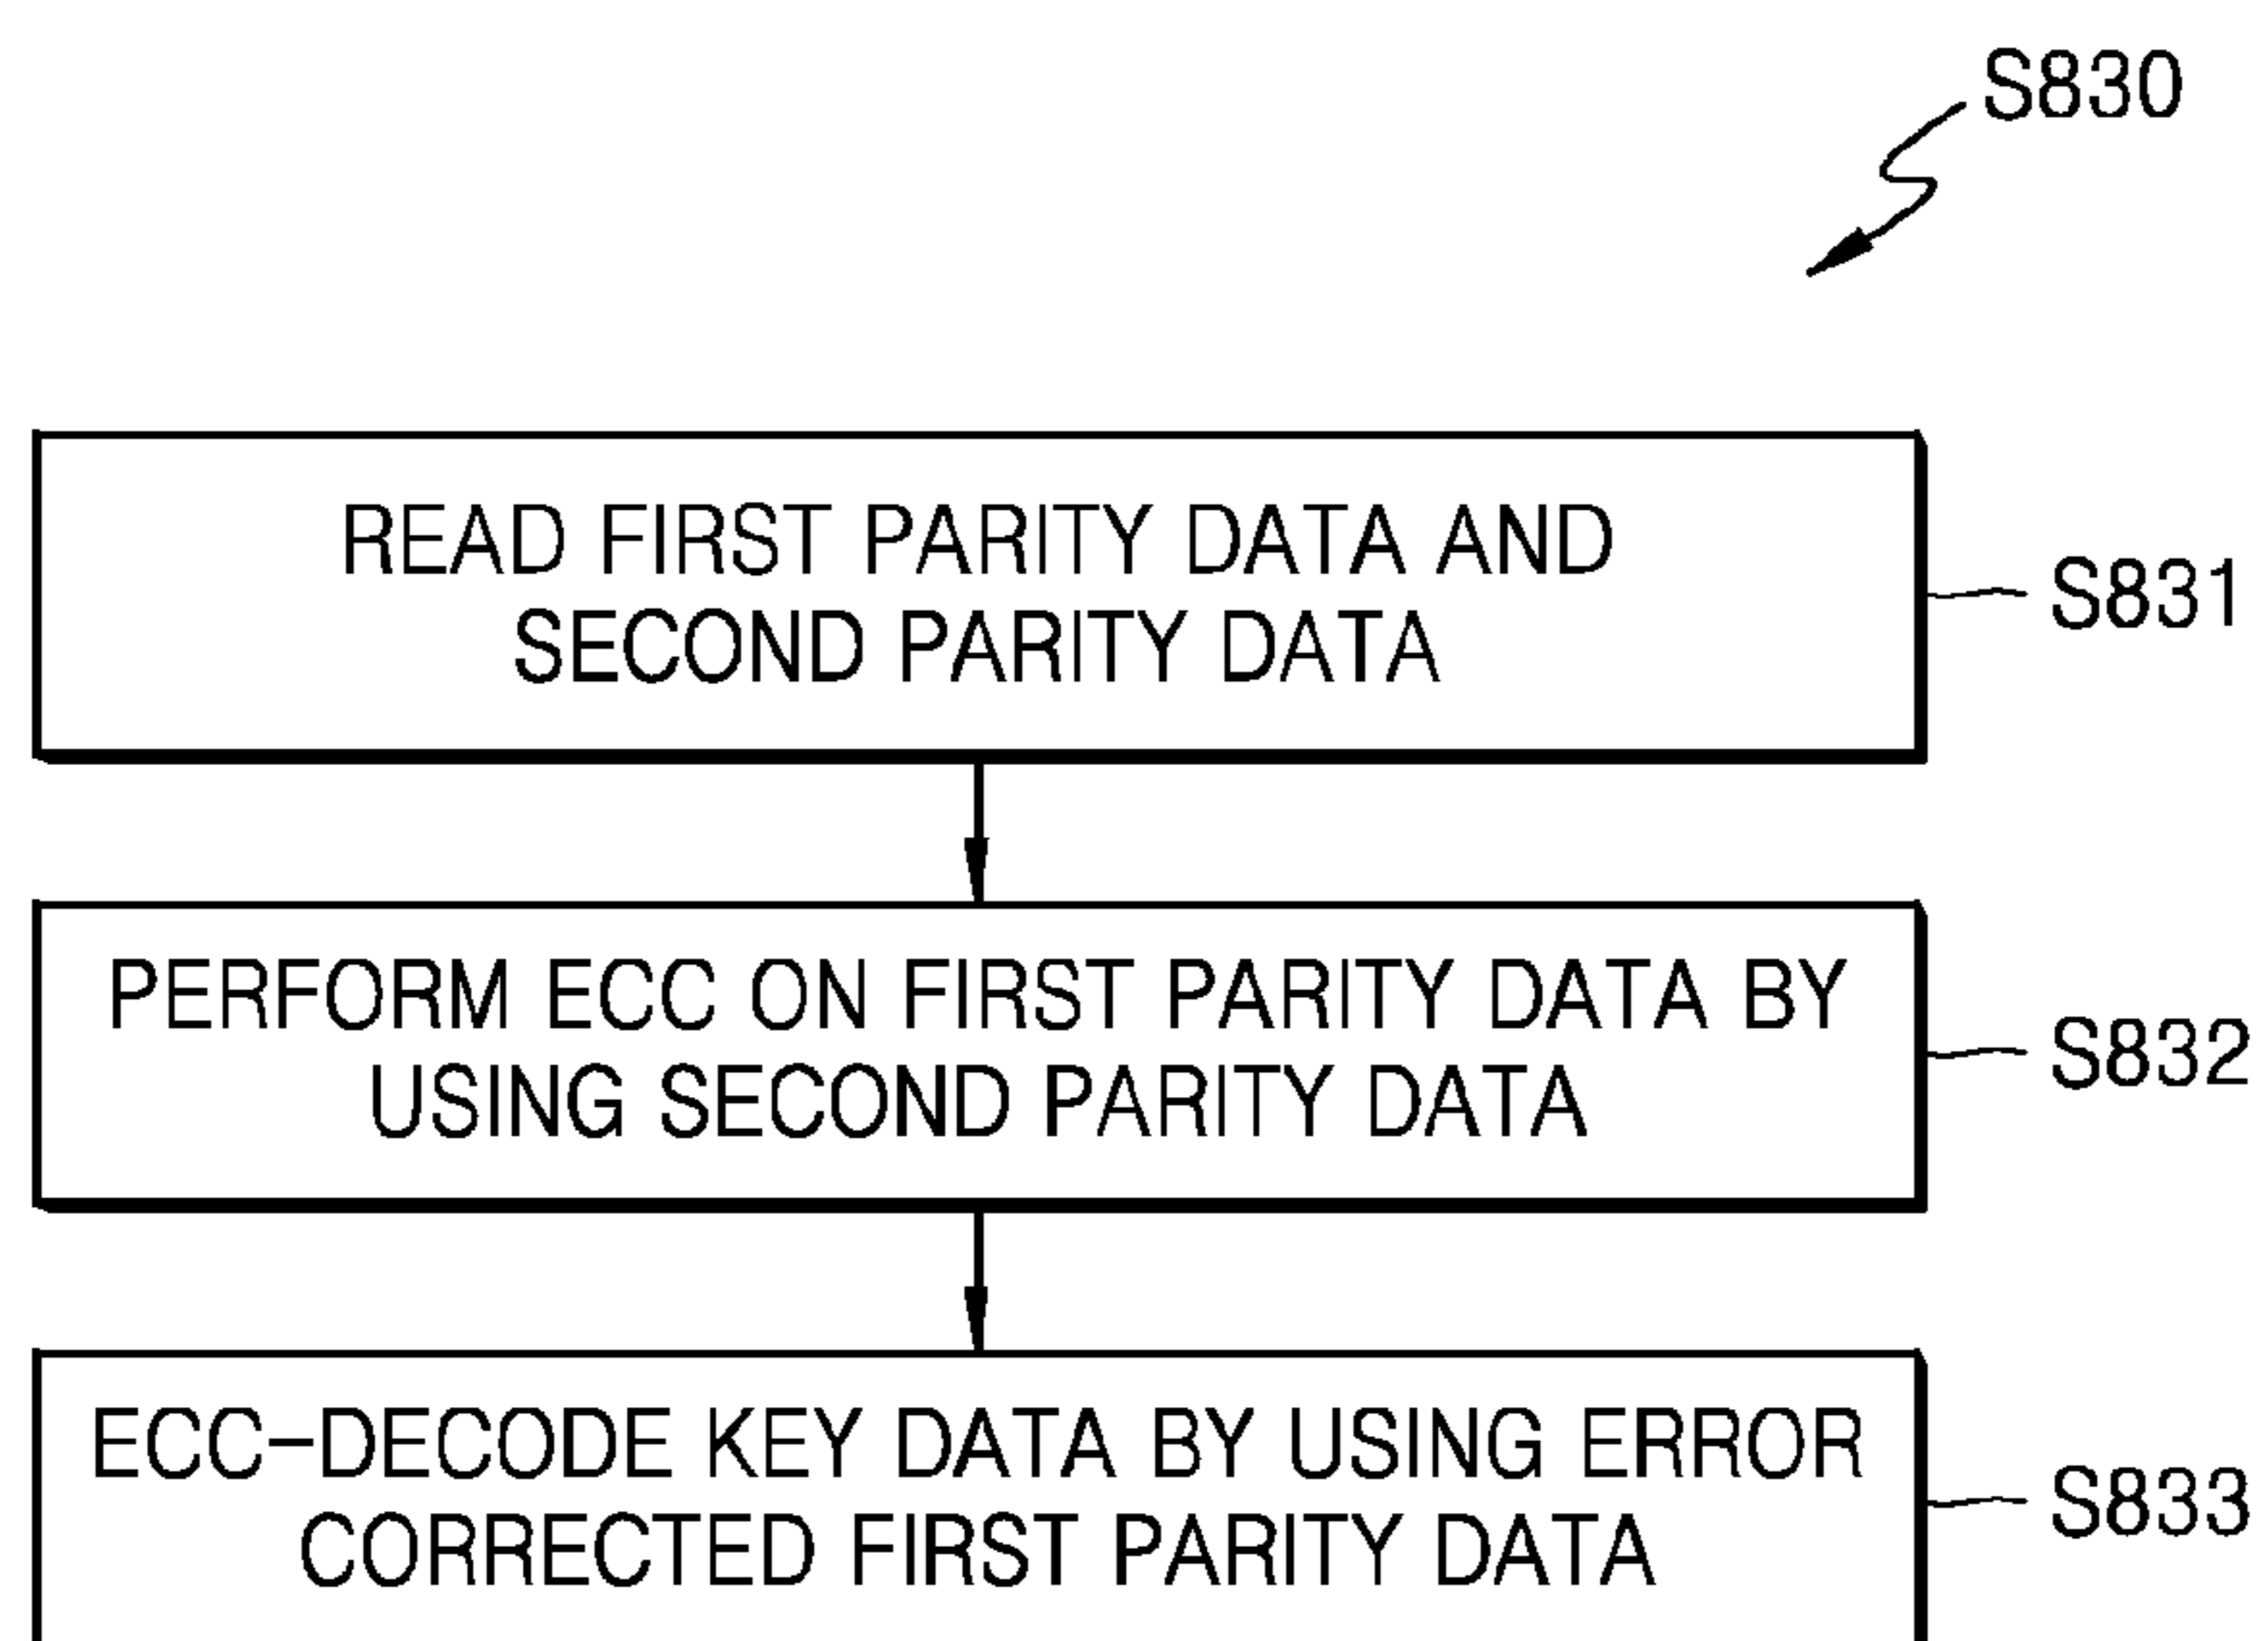 S830
READ FIRST PARITY DATA AND
SECOND PARITY DATA
S831
PERFORM ECC ON FIRST PARITY DATA BY
USING SECOND PARITY DATA
S832
ECC-DECODE KEY DATA BY USING ERROR
CORRECTED FIRST PARITY DATA
S833